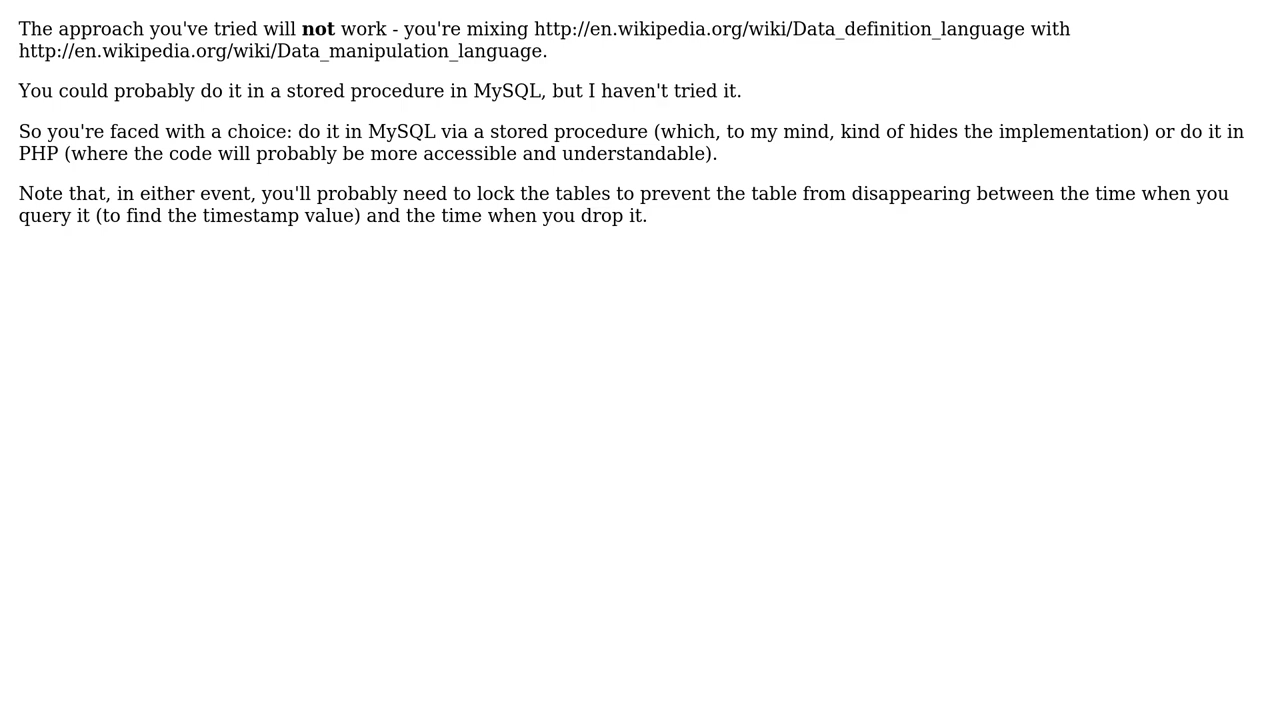 The approach you've tried will not work - you're mixing http://en.wikipedia.org/wiki/Data_definition_language with
http://en.wikipedia.org/wiki/Data_manipulation_language.
You could probably do it in a stored procedure in MySQL, but I haven't tried it.
So you're faced with a choice: do it in MySQL via a stored procedure (which, to my mind, kind of hides the implementation) or do it in
PHP (where the code will probably be more accessible and understandable).
Note that, in either event, you'll probably need to lock the tables to prevent the table from disappearing between the time when you
query it (to find the timestamp value) and the time when you drop it.